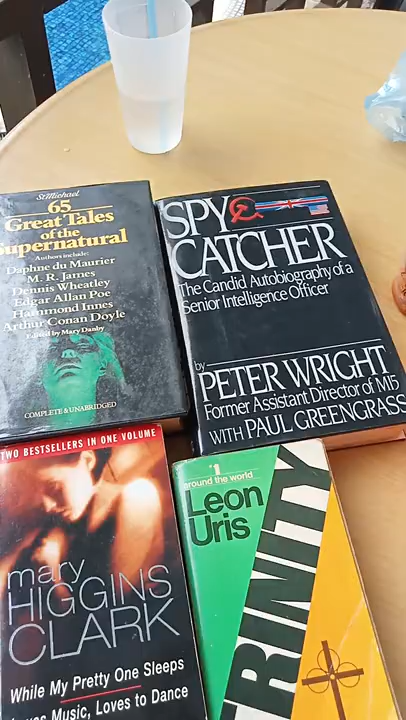 St Michael
65
Great Tales
of the
Supernatural
Authors include:
Daphne du Maurier
M. R. James
Dennis Wheatley
Edgar Allan Poe
Hammond Innes
Arthur Conan Doyle
Edited by Mary Danby
COMPLETE & UNABRIDGED
SPY
CATCHER
The Candid Autobiography of a
Senior Intelligence Officer
by
PETER WRIGHT
Former Assistant Director of MI5
WITH PAUL GREENGRASS
TWO BESTSELLERS IN ONE VOLUME
mary
HIGGINS
CLARK
While My Pretty One Sleeps
Loves Music, Loves to Dance
#1
around the world
Leon
Uris
TRINITY